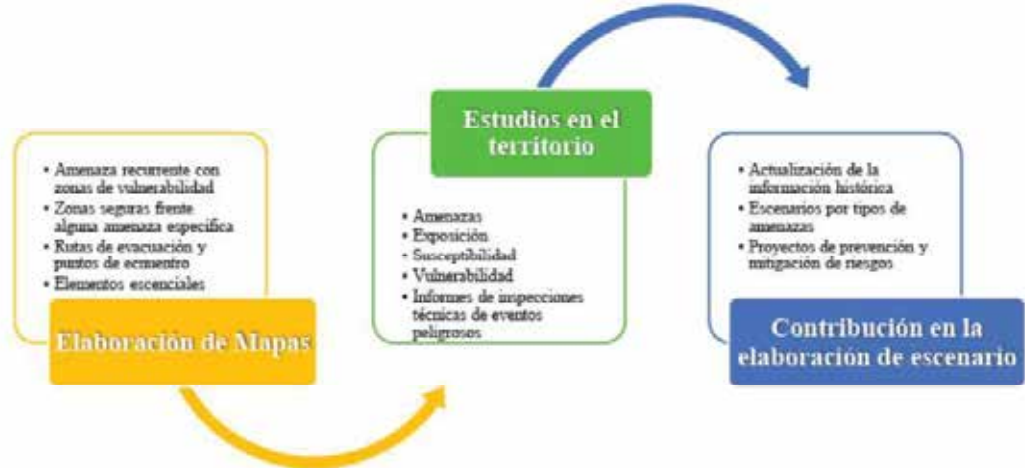 • Amenaza recurrente con
zonas de vulnerabilidad
• Zonas seguras frente
alguna amenaza específica
• Rutas de evacuación y
puntos de ecnuentro
• Elementos escenciales
Elaboración de Mapas
Estudios en el
territorio
• Amenazas
• Exposición
• Susceptibilidad
• Vulnerabilidad
• Informes de inspecciones
técnicas de eventos
peligrosos
• Actualización de la
información histórica
• Escenarios por tipos de
amenazas
• Proyectos de prevención y
mitigación de riesgos
Contribución en la
elaboración de escenario